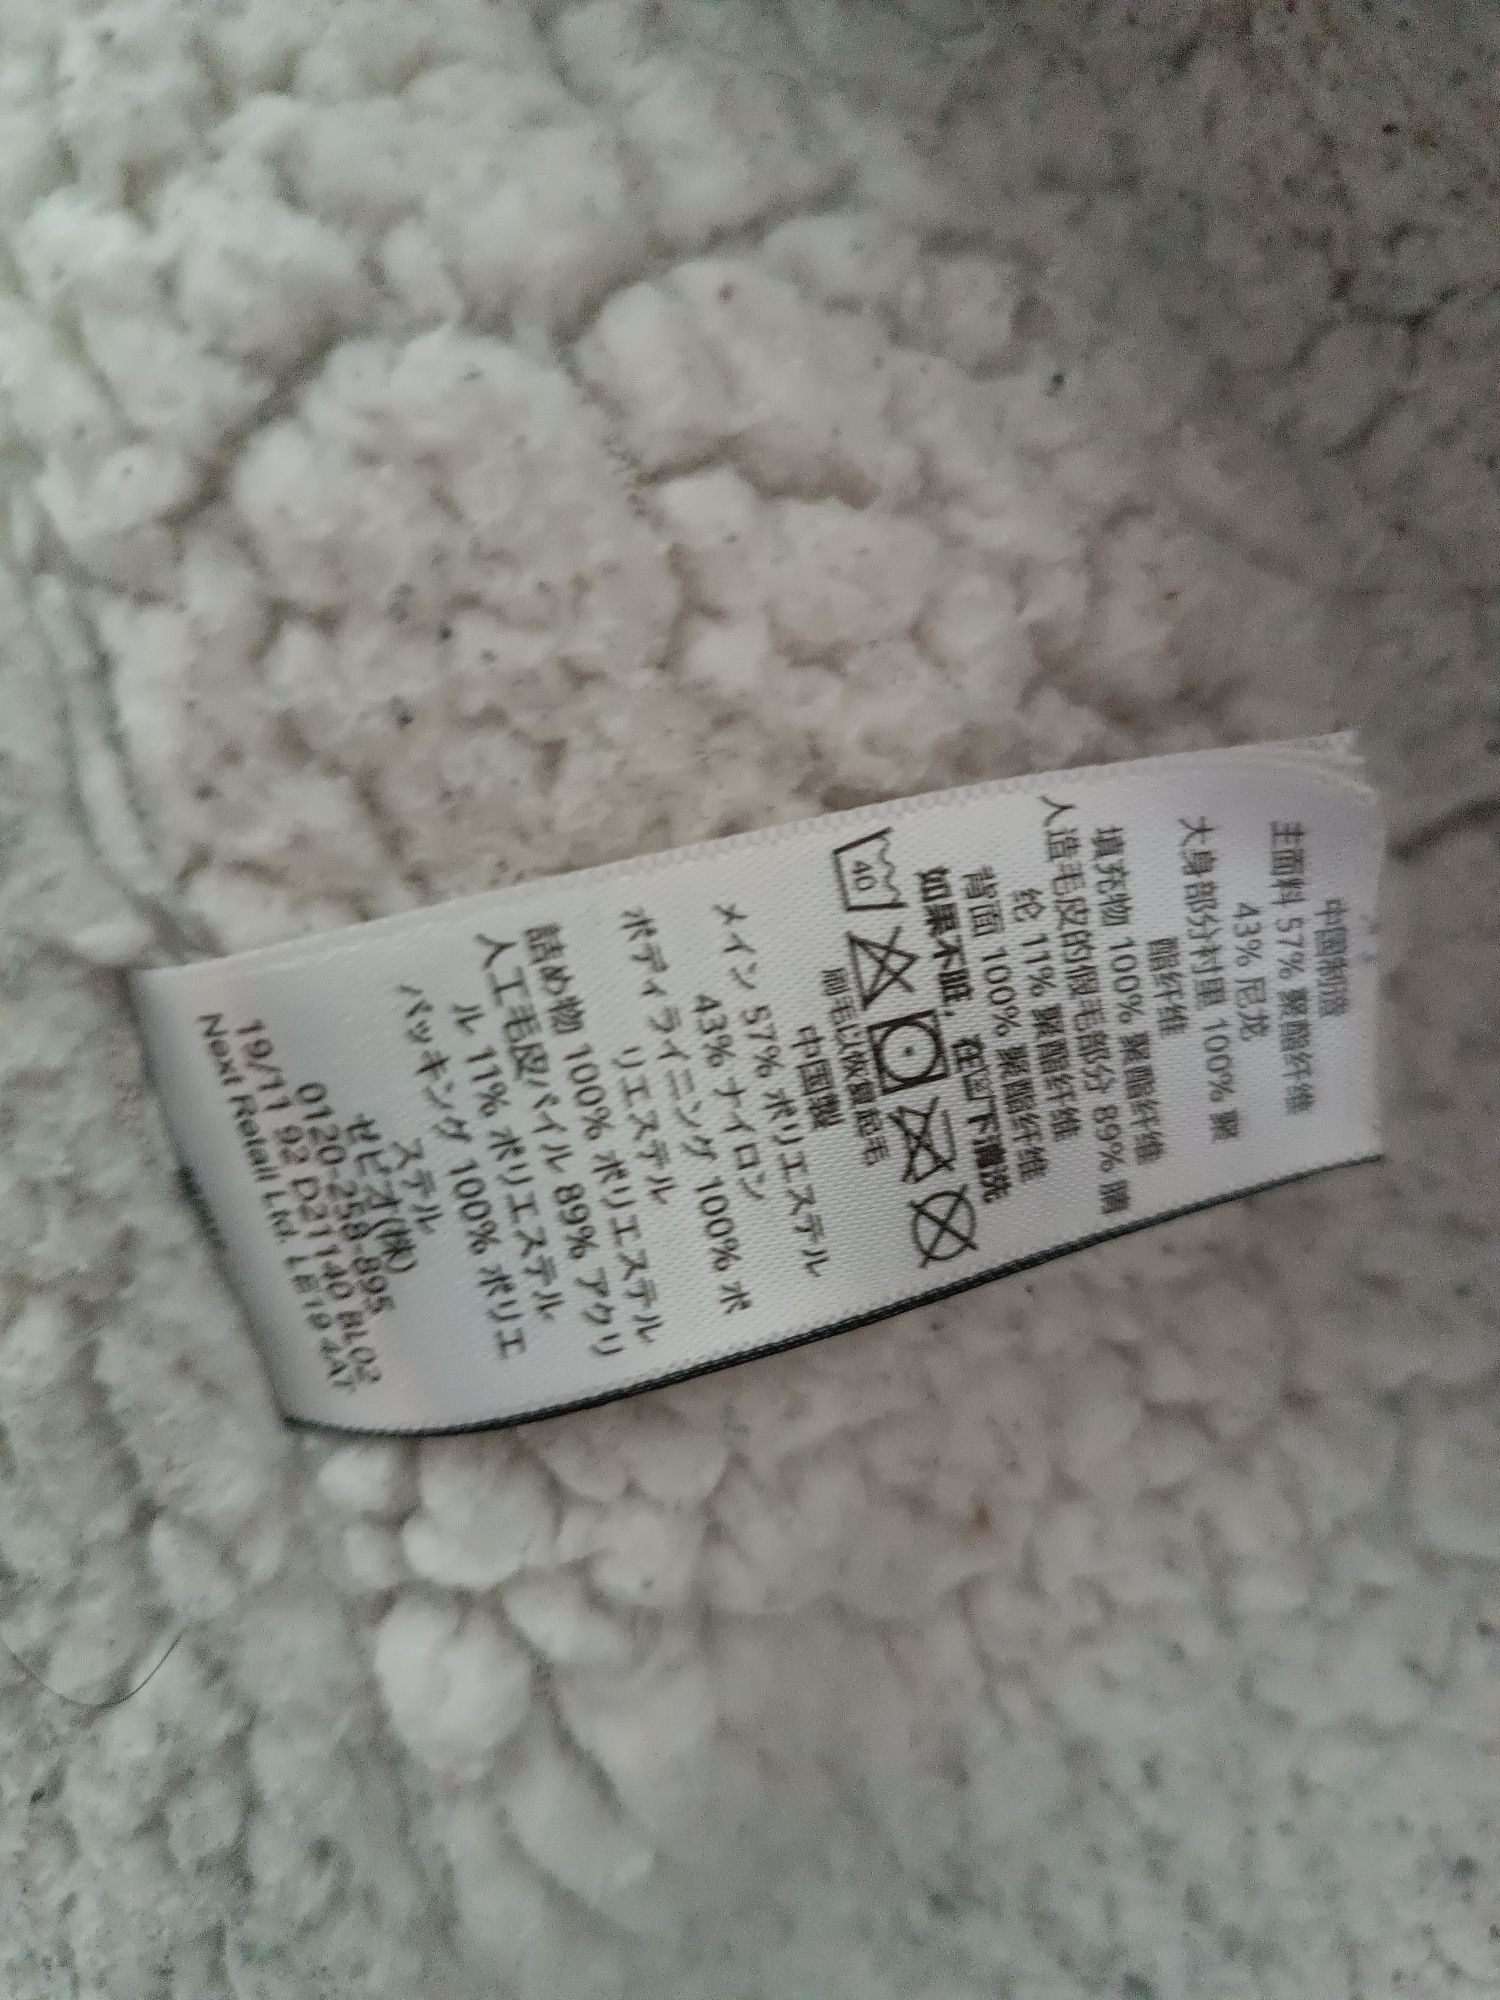 中国制造
主面料 57% 聚酯纤维
43% 尼龙
大身部分衬里 100% 聚
酯纤维
填充物 100% 聚酯纤维
人造毛皮的假毛部分 89% 腈
纶 11% 聚酯纤维
背面 100% 聚酯纤维
如果不脏，在 下清洗
40
刷毛以恢复起毛
中国製
メイン 57% ポリエステル
43% ナイロン
ボディライニング 100% ポ
リエステル
詰め物 100% ポリエステル
人工毛皮パイル 89% アクリ
ル 11% ポリエステル
バッキング 100% ポリエ
ステル
ゼビオ(株)
0120-258-895
19/11 92 D21140 BL02
Next Retail Ltd. LE19 4AT